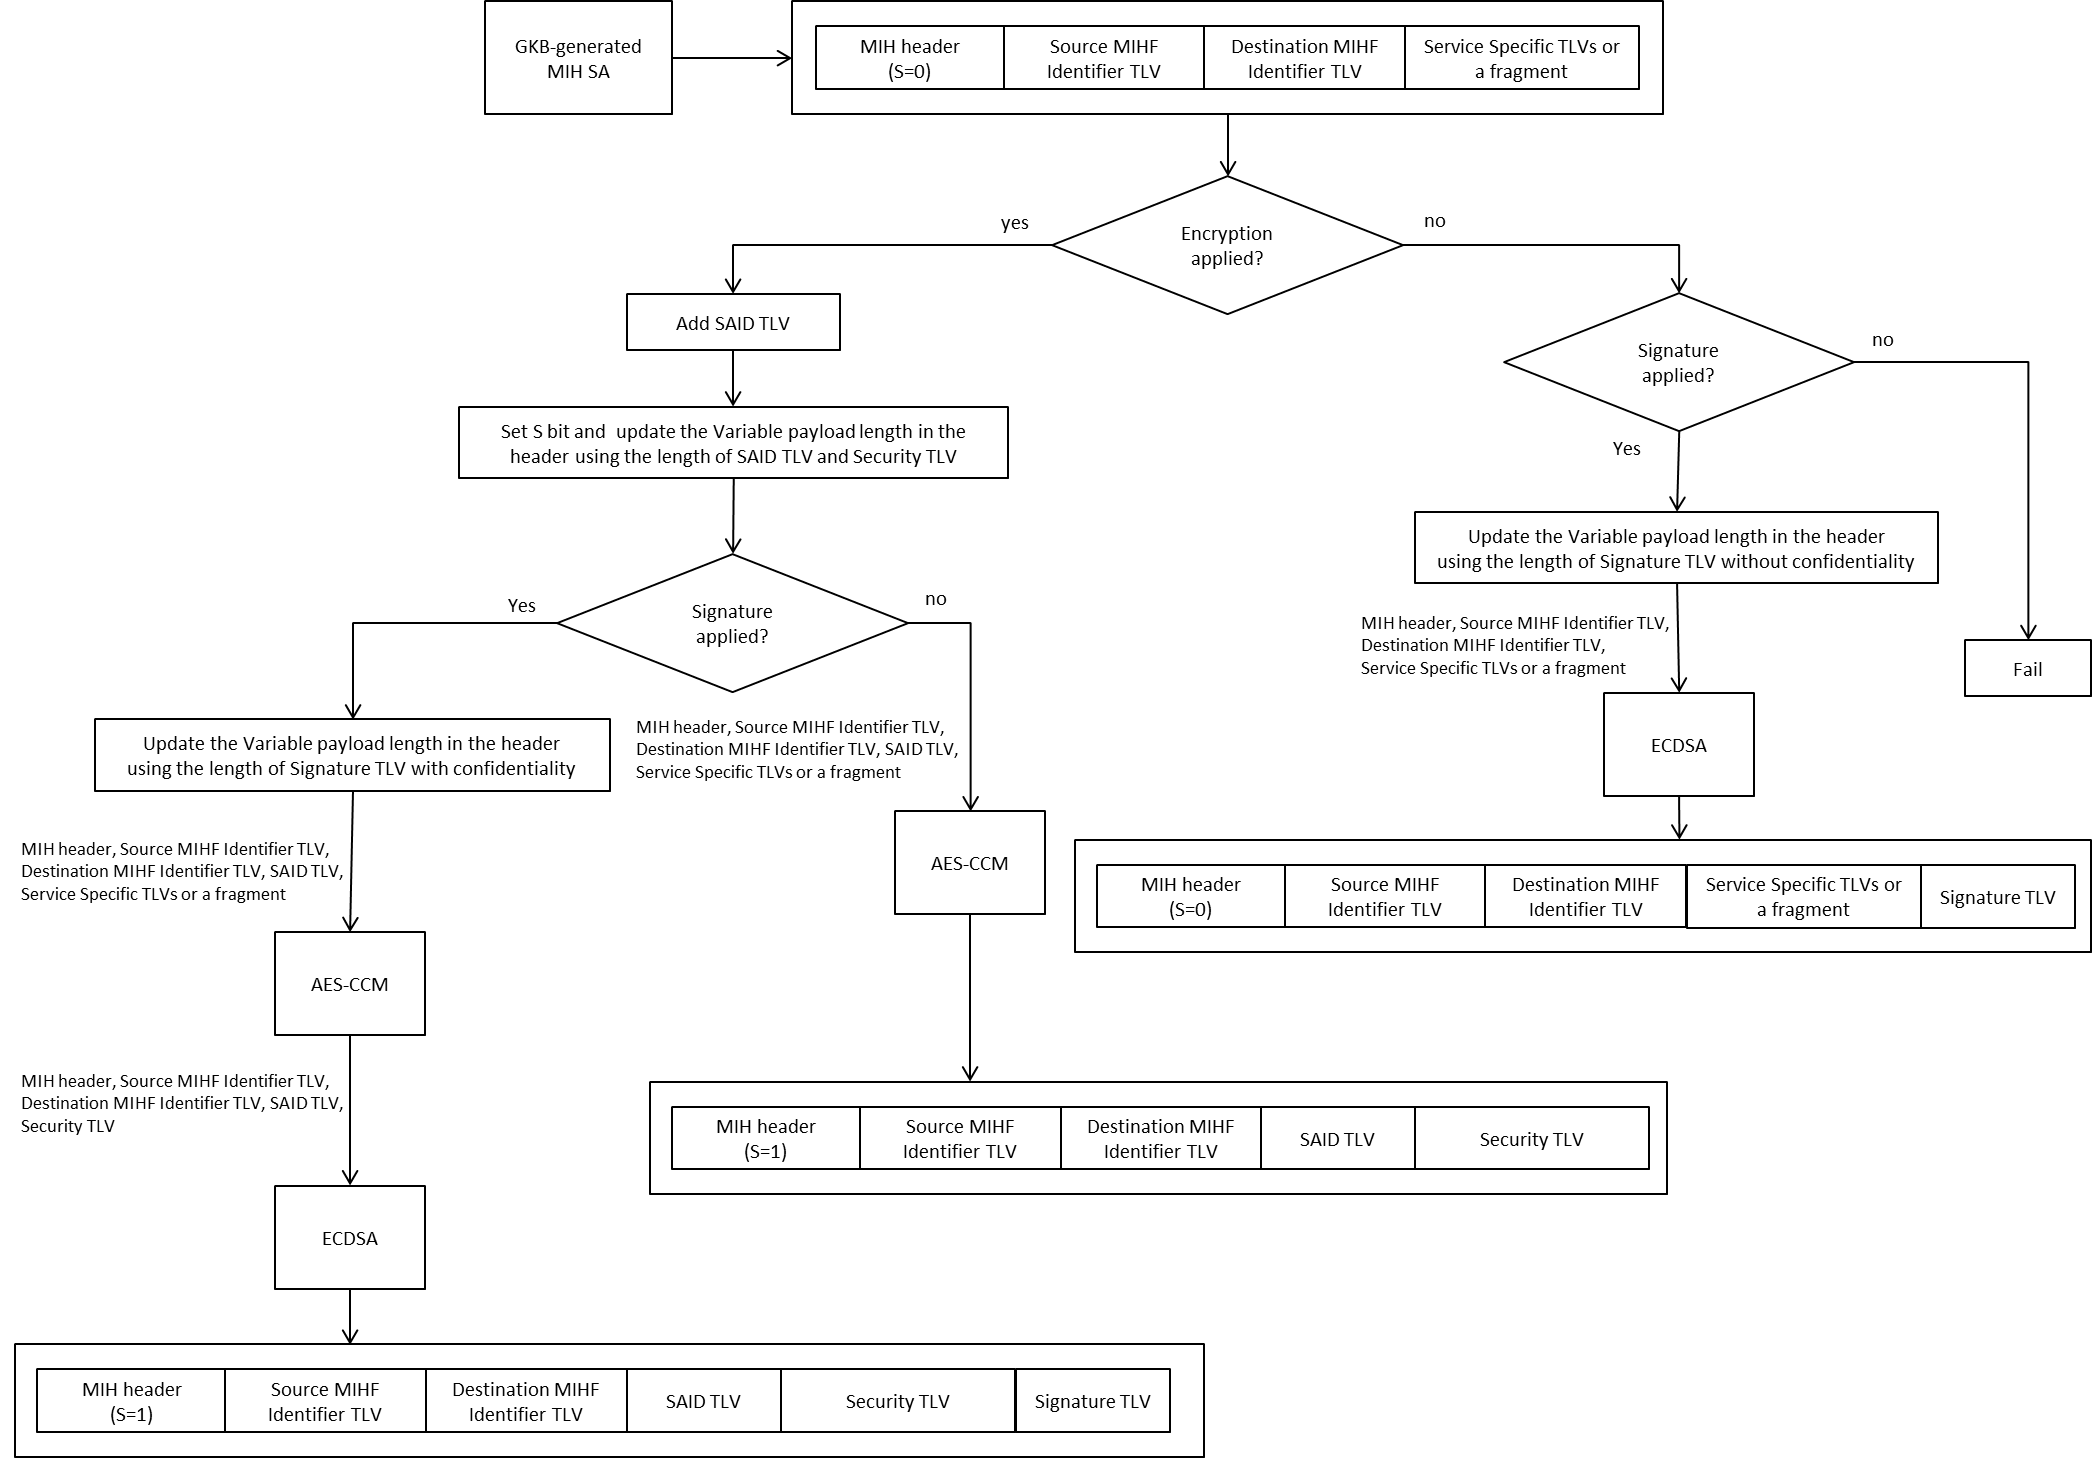 GKB-generated
MIH SA
MIH header
(S=0)
Source MIHF
Identifier TLV
Destination MIHF
Identifier TLV
Service Specific TLVs or
a fragment
Encryption
applied?
yes
no
Add SAID TLV
Signature
applied?
no
Yes
Set S bit and  update the Variable payload length in the
header using the length of SAID TLV and Security TLV
Update the Variable payload length in the header
using the length of Signature TLV without confidentiality
Signature
applied?
Yes
no
MIH header, Source MIHF Identifier TLV,
Destination MIHF Identifier TLV,
Service Specific TLVs or a fragment
Fail
ECDSA
Update the Variable payload length in the header
using the length of Signature TLV with confidentiality
MIH header, Source MIHF Identifier TLV,
Destination MIHF Identifier TLV, SAID TLV,
Service Specific TLVs or a fragment
AES-CCM
MIH header, Source MIHF Identifier TLV,
Destination MIHF Identifier TLV, SAID TLV,
Service Specific TLVs or a fragment
MIH header
(S=0)
Source MIHF
Identifier TLV
Destination MIHF
Identifier TLV
Service Specific TLVs or
a fragment
Signature TLV
AES-CCM
MIH header, Source MIHF Identifier TLV,
Destination MIHF Identifier TLV, SAID TLV,
Security TLV
MIH header
(S=1)
Source MIHF
Identifier TLV
Destination MIHF
Identifier TLV
SAID TLV
Security TLV
ECDSA
MIH header
(S=1)
Source MIHF
Identifier TLV
Destination MIHF
Identifier TLV
SAID TLV
Security TLV
Signature TLV